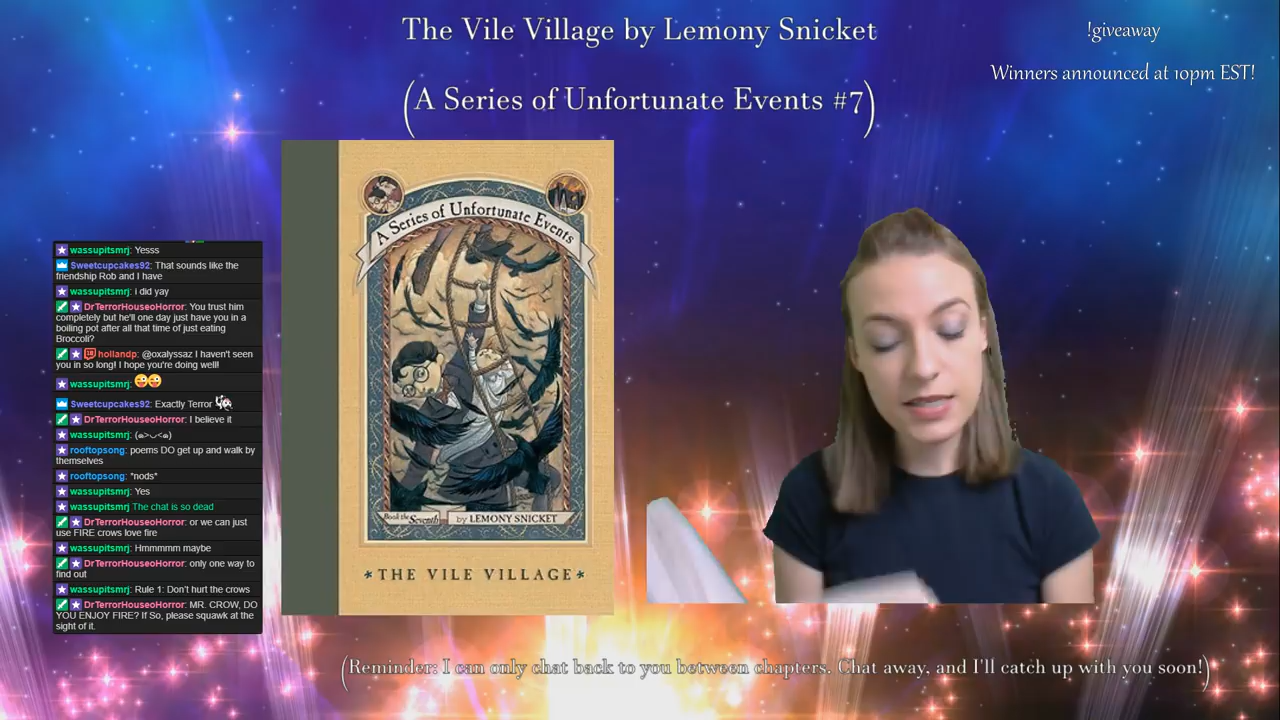 The Vile Village by Lemony Snicket
(A Series of Unfortunate Events #7)
!giveaway
Winners announced at 10pm EST!
wassupitsmrj: Yesss
Sweetcupcakes92: That sounds like the
friendship Rob and I have
wassupitsmrj: i did yay
DrTerrorHouseoHorror: You trust him
completely but he'll one day just have you in a
boiling pot after all that time of just eating
Broccoli?
hollandp: @oxalyssaz I haven't seen
you in so long! I hope you're doing well!
wassupitsmrj: 😜😜
Sweetcupcakes92: Exactly Terror
DrTerrorHouseoHorror: I believe it
wassupitsmrj: (๑>ᴗ<๑)
rooftopsong: poems DO get up and walk by
themselves
rooftopsong: *nods*
wassupitsmrj: Yes
wassupitsmrj The chat is so dead
DrTerrorHouseoHorror: or we can just
use FIRE crows love fire
wassupitsmrj: Hmmmmm maybe
DrTerrorHouseoHorror: only one way to
find out
wassupitsmrj: Rule 1: Don't hurt the crows
DrTerrorHouseoHorror: MR. CROW, DO
YOU ENJOY FIRE? If So, please squawk at the
sight of it.
A Series of Unfortunate Events
Book the Seventh by LEMONY SNICKET
*THE VILE VILLAGE*
(Reminder: I can only chat back to you between chapters. Chat away, and I'll catch up with you soon!)